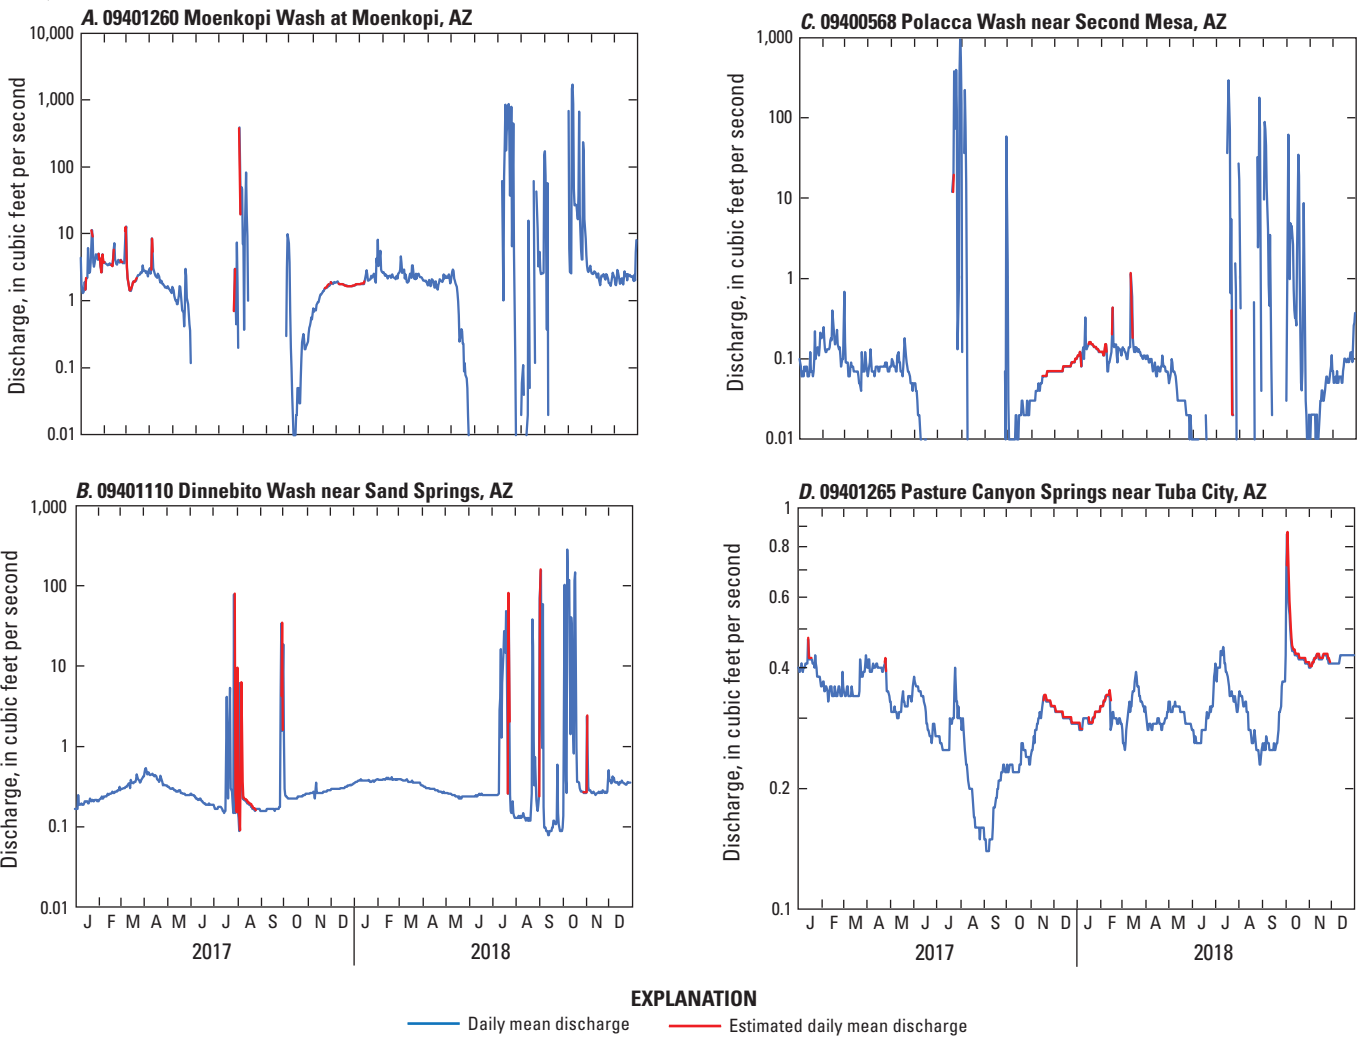 A. 09401260 Moenkopi Wash at Moenkopi, AZ
10,000
1,000
100
10
1
0.1
0.01
Discharge, in cubic feet per second
C. 09400568 Polacca Wash near Second Mesa, AZ
1,000
100
10
1
0.1
0.01
Discharge, in cubic feet per second
B. 09401110 Dinnebito Wash near Sand Springs, AZ
1,000
100
10
1
0.1
0.01
Discharge, in cubic feet per second
J F M A M J J A S O N D J F M A M J J A S O N D
2017 2018
D. 09401265 Pasture Canyon Springs near Tuba City, AZ
1
0.8
0.6
0.4
0.2
0.1
Discharge, in cubic feet per second
J F M A M J J A S O N D J F M A M J J A S O N D
2017 2018
EXPLANATION
Daily mean discharge Estimated daily mean discharge